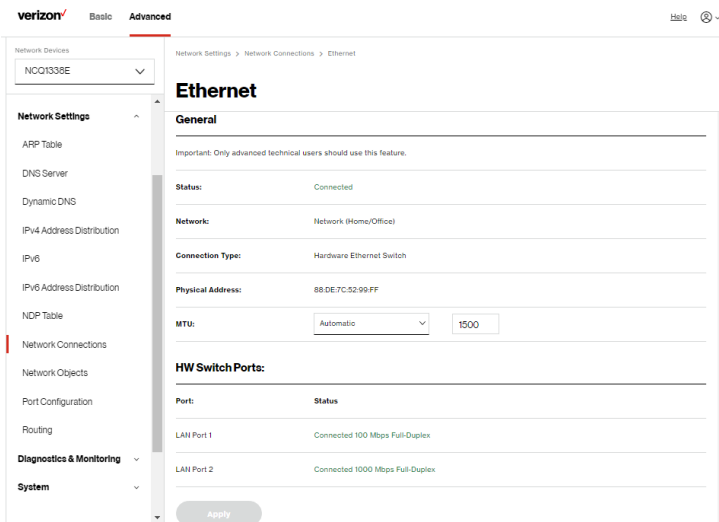 verizon✓ Basic Advanced Help
Network Devices
NCQ1338E
Network Settings
ARP Table
DNS Server
Dynamic DNS
IPv4 Address Distribution
IPv6
IPv6 Address Distribution
NDP Table
Network Connections
Network Objects
Port Configuration
Routing
Diagnostics & Monitoring
System
Network Settings > Network Connections > Ethernet
Ethernet
General
Important: Only advanced technical users should use this feature.
Status: Connected
Network: Network (Home/Office)
Connection Type: Hardware Ethernet Switch
Physical Address: 88:DE:7C:52:99:FF
MTU: Automatic 1500
HW Switch Ports:
Port: Status
LAN Port 1 Connected 100 Mbps Full-Duplex
LAN Port 2 Connected 1000 Mbps Full-Duplex
Apply